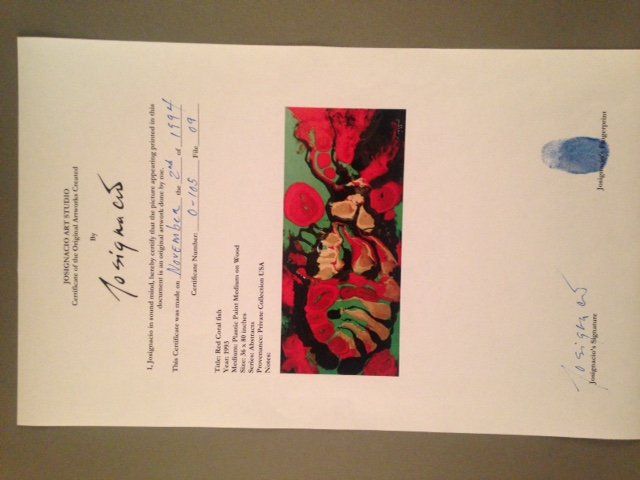 JOSIGNACIO ART STUDIO
Certificate of the Original Artworks Created
By
Josignacio
I, Josignacio in sound mind, hereby certify that the picture appearing printed in this
document is an original artwork done by me.
This Certificate was made on November the 2nd of 1994
Certificate Number: 0-105 File 09
Title: Red Coral fish
Year: 1993
Medium: Plastic Paint Medium on Wood
Size: 36 x 80 inches
Series: Abstracts
Provenance: Private Collection USA
Notes:
Josignacio
Josignacio's Signature
Josignacio's Fingerprint